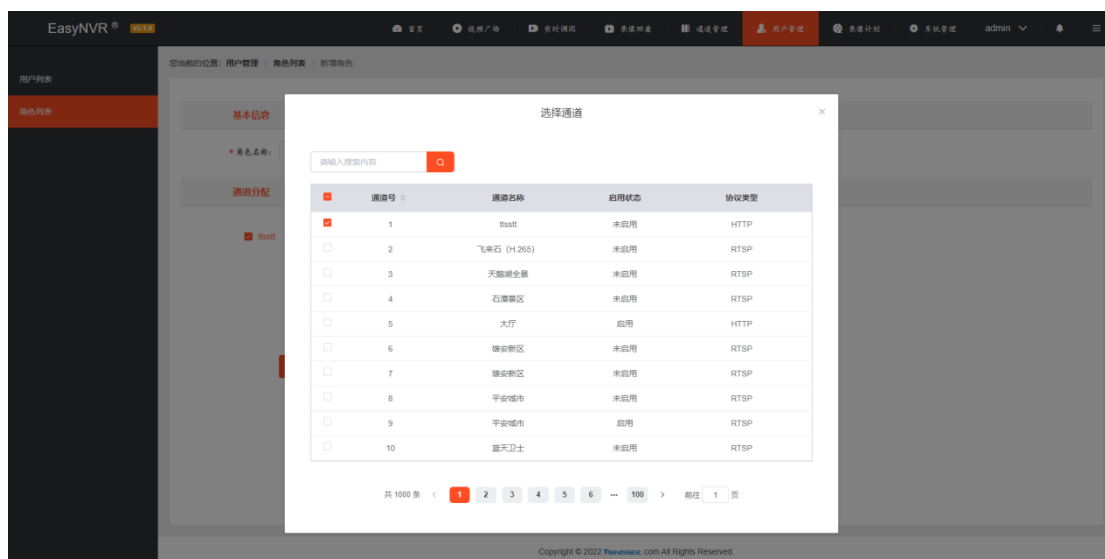 EasyNVR ® v5.1.0 首页 视频广场 实时调阅 录像回看 通道管理 用户管理 录像计划 系统管理 admin
您当前的位置: 用户管理 角色列表 新增角色
用户列表
角色列表
基本信息
* 角色名称:
通道分配
ttsstt
选择通道 ×
请输入搜索内容
通道号 通道名称 启用状态 协议类型
1 ttsstt 未启用 HTTP
2 飞来石 (H.265) 未启用 RTSP
3 天鹅湖全景 未启用 RTSP
4 石潭景区 未启用 RTSP
5 大厅 启用 HTTP
6 雄安新区 未启用 RTSP
7 雄安新区 未启用 RTSP
8 平安城市 未启用 RTSP
9 平安城市 启用 RTSP
10 蓝天卫士 未启用 RTSP
共 1000 条 < 1 2 3 4 5 6 ··· 100 > 前往 1 页
Copyright © 2022 .com All Rights Reserved.